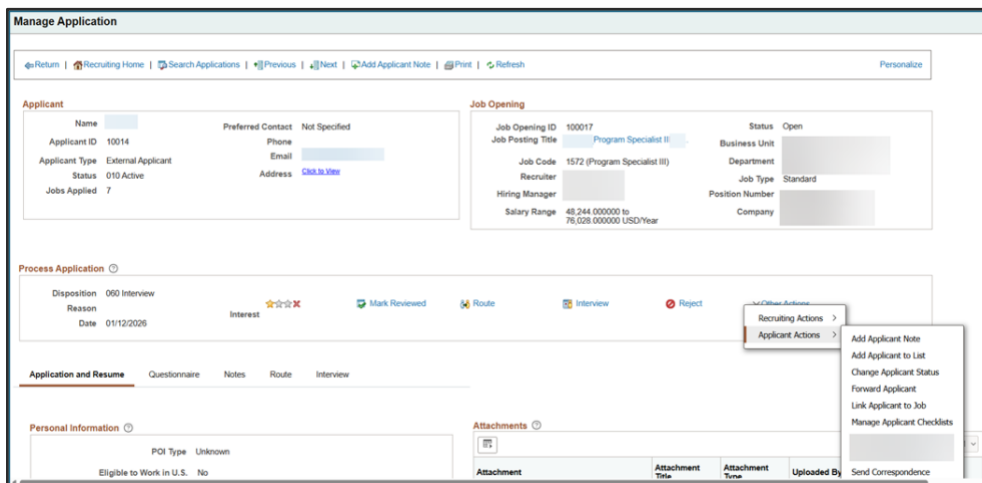 Manage Application
Return | Recruiting Home | Search Applications | Previous | Next | Add Applicant Note | Print | Refresh Personalize
Applicant
Name
Applicant ID 10014
Applicant Type External Applicant
Status 010 Active
Jobs Applied 7
Preferred Contact Not Specified
Phone
Email
Address Click to View
Job Opening
Job Opening ID 100017
Job Posting Title Program Specialist II
Job Code 1572 (Program Specialist III)
Recruiter
Hiring Manager
Salary Range 48,244.000000 to
76,028.000000 USD/Year
Status Open
Business Unit
Department
Job Type Standard
Position Number
Company
Process Application
Disposition 060 Interview
Reason
Date 01/12/2026
Interest
Mark Reviewed
Route
Interview
Reject
Other Actions
Recruiting Actions >
Applicant Actions >
Add Applicant Note
Add Applicant to List
Change Applicant Status
Forward Applicant
Link Applicant to Job
Manage Applicant Checklists
Send Correspondence
Application and Resume Questionnaire Notes Route Interview
Personal Information
POI Type Unknown
Eligible to Work in U.S. No
Attachments
Attachment
Attachment
Title
Attachment
Type
Uploaded By